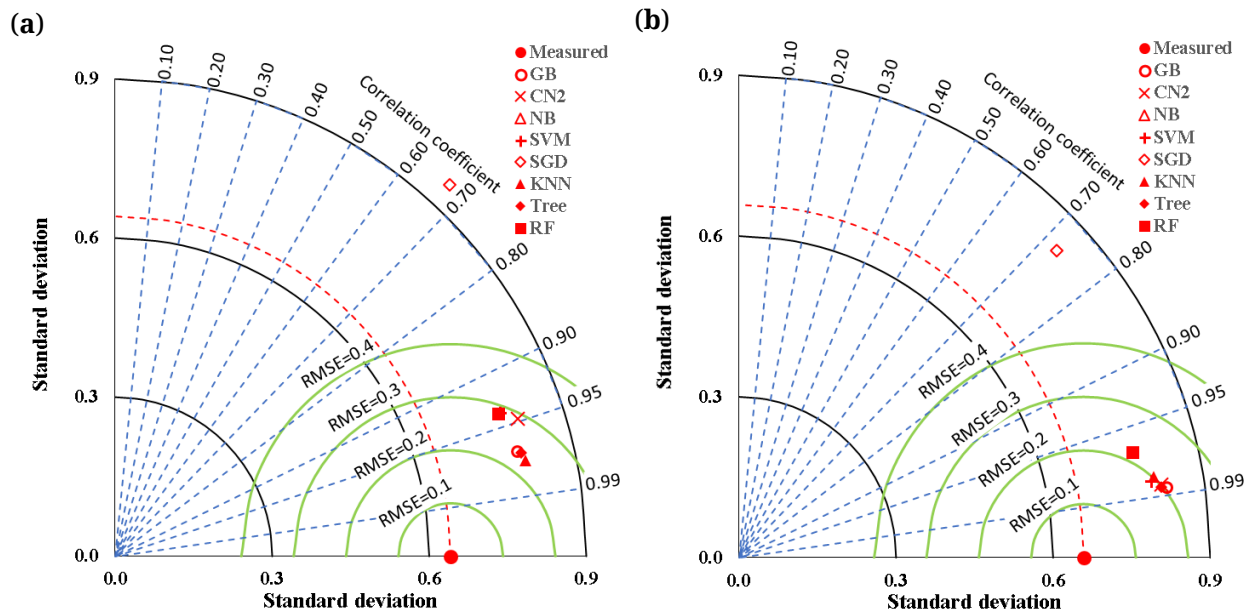 (a)
Measured
GB
CN2
NB
SVM
SGD
KNN
Tree
RF
Correlation coefficient
0.10
0.20
0.30
0.40
0.50
0.60
0.70
0.80
0.90
0.95
0.99
RMSE=0.4
RMSE=0.3
RMSE=0.2
RMSE=0.1
Standard deviation
0.9
0.6
0.3
0.0
0.0
0.3
0.6
0.9
Standard deviation
(b)
Measured
GB
CN2
NB
SVM
SGD
KNN
Tree
RF
Correlation coefficient
0.10
0.20
0.30
0.40
0.50
0.60
0.70
0.80
0.90
0.95
0.99
RMSE=0.4
RMSE=0.3
RMSE=0.2
RMSE=0.1
Standard deviation
0.9
0.6
0.3
0.0
0.0
0.3
0.6
0.9
Standard deviation